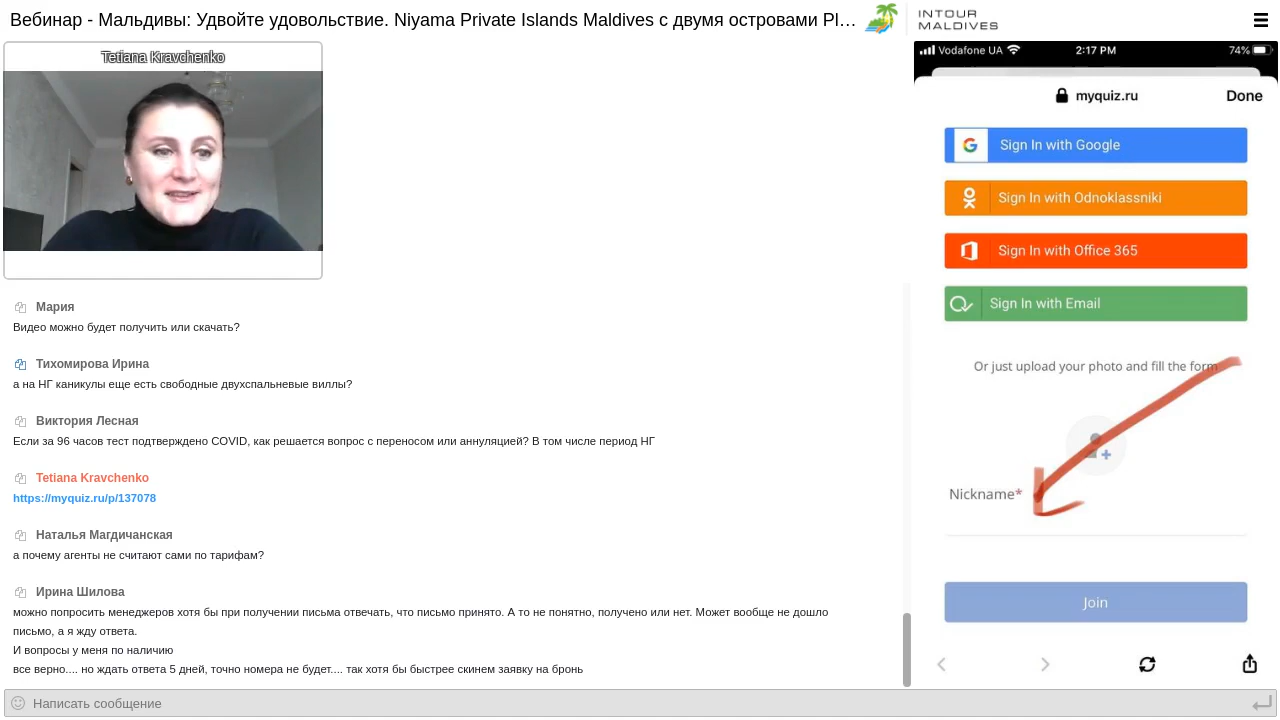 Вебинар - Мальдивы: Удвойте удовольствие. Niyama Private Islands Maldives с двумя островами Pl…
INTOUR
MALDIVES
Tetiana Kravchenko
Мария
Видео можно будет получить или скачать?
Тихомирова Ирина
а на НГ каникулы еще есть свободные двухспальневые виллы?
Виктория Лесная
Если за 96 часов тест подтверждено COVID, как решается вопрос с переносом или аннуляцией? В том числе период НГ
Tetiana Kravchenko
https://myquiz.ru/p/137078
Наталья Магдичанская
а почему агенты не считают сами по тарифам?
Ирина Шилова
можно попросить менеджеров хотя бы при получении письма отвечать, что письмо принято. А то не понятно, получено или нет. Может вообще не дошло
письмо, а я жду ответа.
И вопросы у меня по наличию
все верно.... но ждать ответа 5 дней, точно номера не будет.... так хотя бы быстрее скинем заявку на бронь
Написать сообщение
Vodafone UA 2:17 PM 74%
myquiz.ru Done
Sign In with Google
Sign In with Odnoklassniki
Sign In with Office 365
Sign In with Email
Or just upload your photo and fill the form
Nickname*
Join